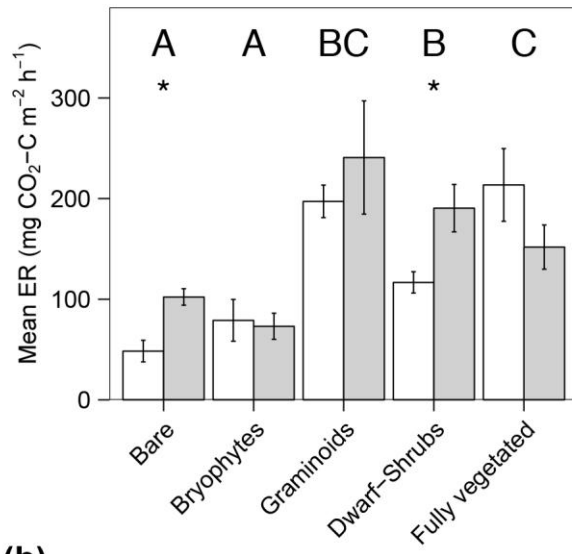 A A BC B C
* *
300
200
100
0
Mean ER (mg CO₂−C m⁻² h⁻¹)
Bare
Bryophytes
Graminoids
Dwarf−Shrubs
Fully vegetated